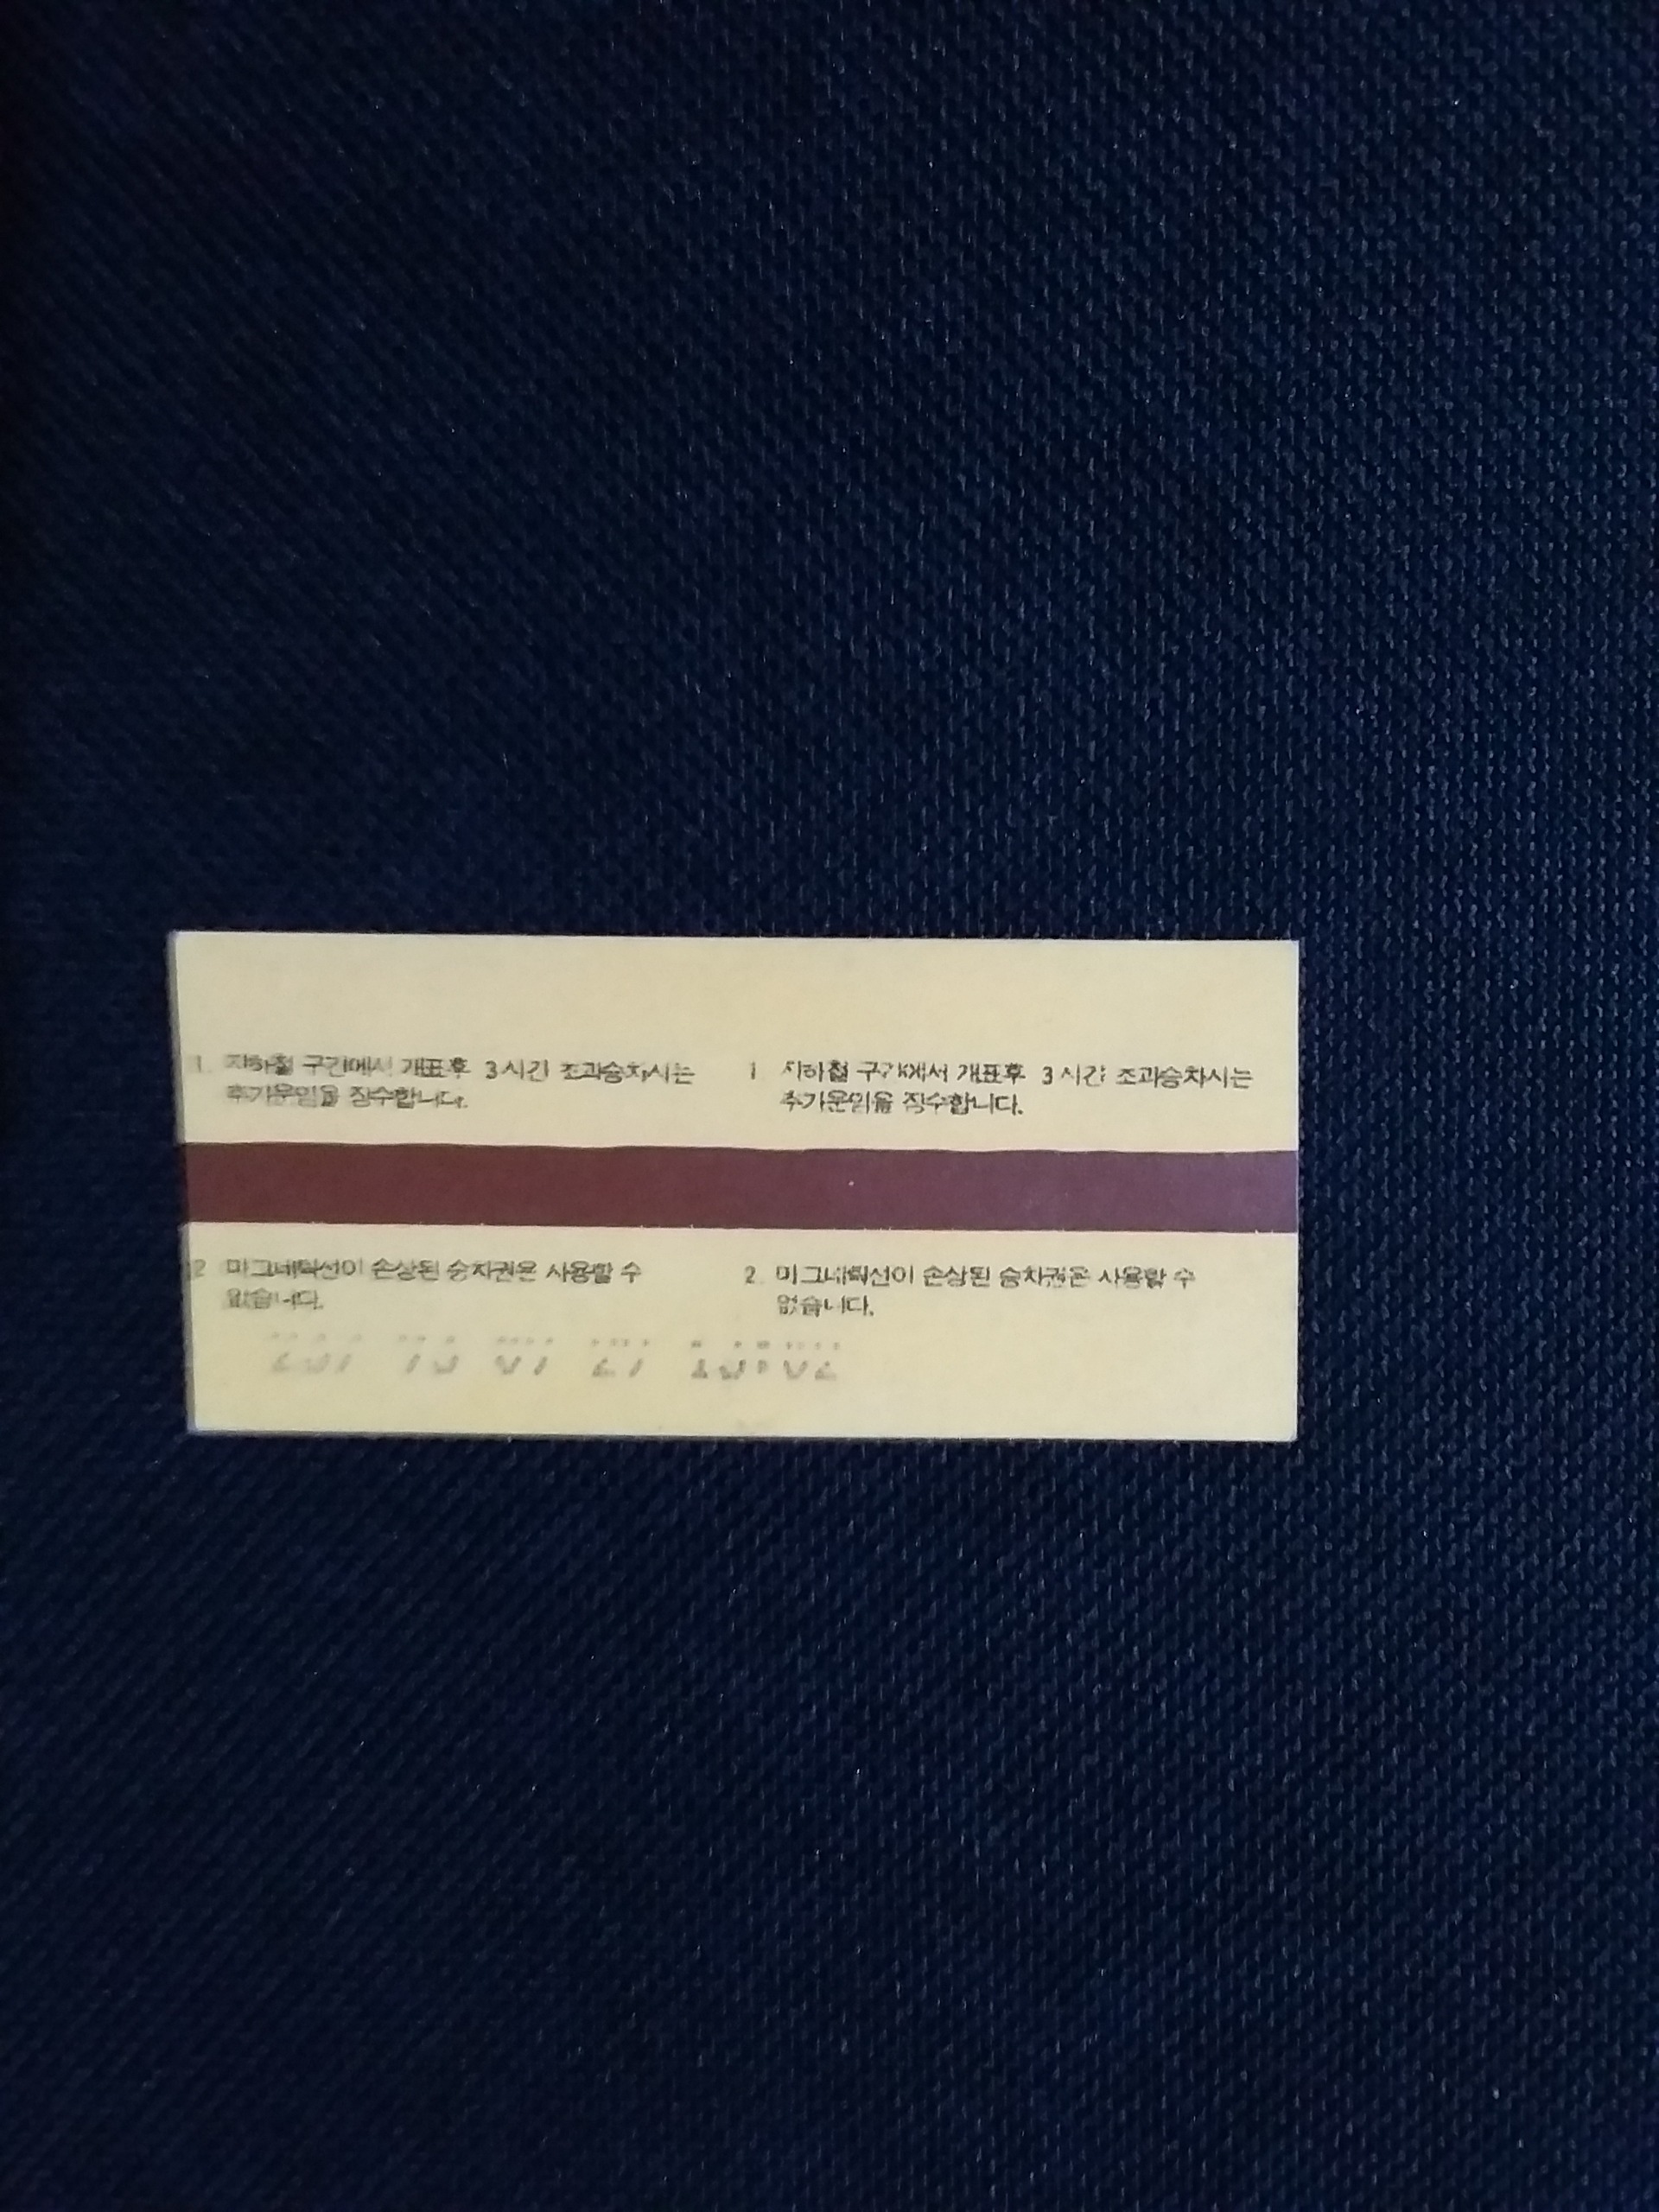 1 지하철 구간에서 개표후 3시간 초과승차시는
추가운임을 징수합니다.
1 지하철 구간에서 개표후 3시간 초과승차시는
추가운임을 징수합니다.
2 마그네틱선이 손상된 승차권은 사용할 수
없습니다.
2 마그네틱선이 손상된 승차권은 사용할 수
없습니다.